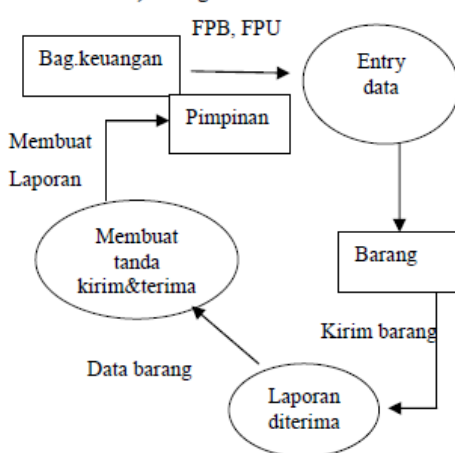 FPB, FPU
Bag.keuangan
Entry
data
Pimpinan
Membuat
Laporan
Membuat
tanda
kirim&terima
Barang
Kirim barang
Data barang
Laporan
diterima